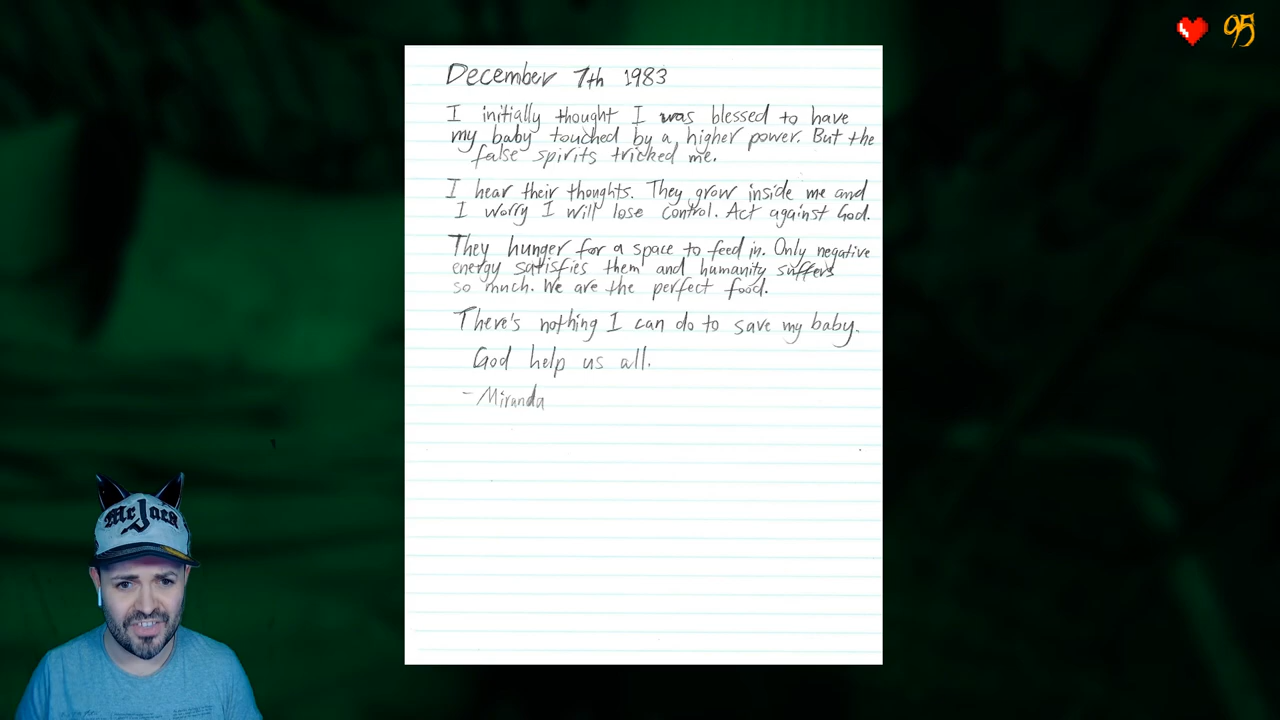 95
December 7th 1983
I initially thought I was blessed to have
my baby touched by a higher power. But the
false spirits tricked me.
I hear their thoughts. They grow inside me and
I worry I will lose control. Act against God.
They hunger for a space to feed in. Only negative
energy satisfies them and humanity suffers
so much. We are the perfect food.
There's nothing I can do to save my baby.
God help us all.
- Miranda
McJack